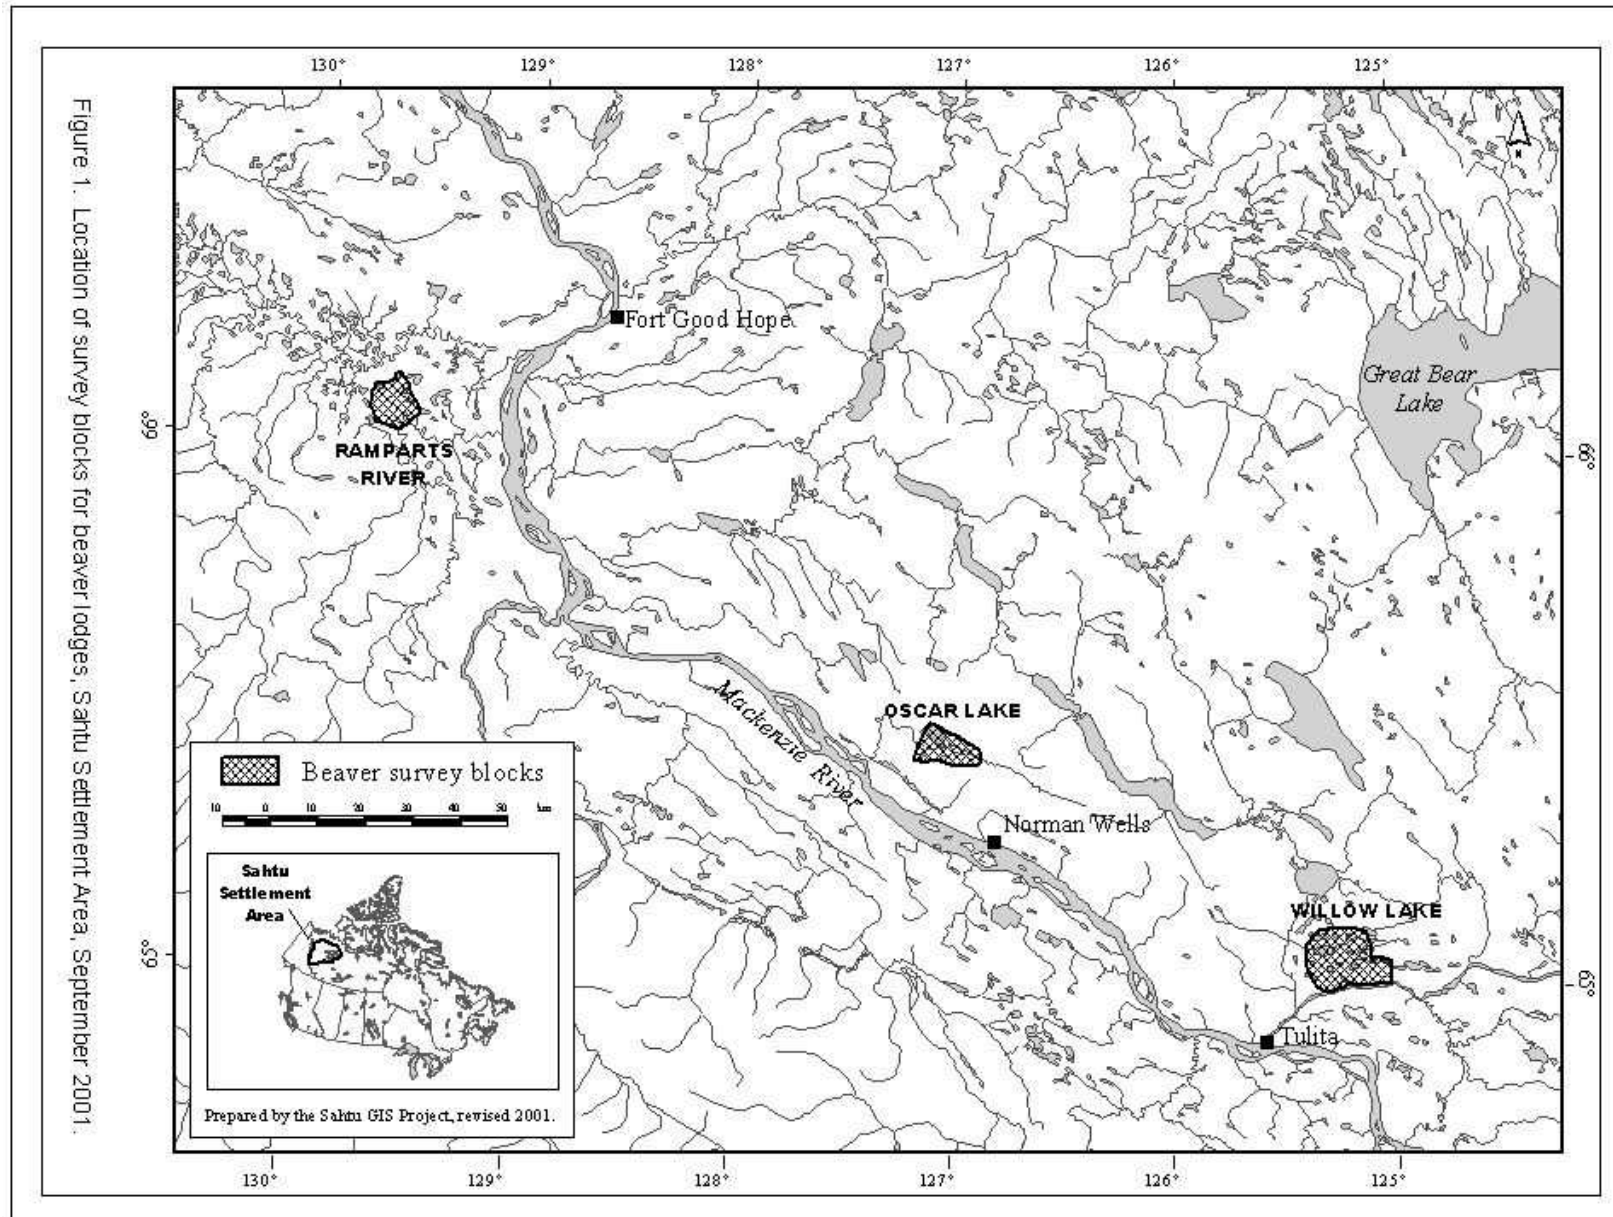 Figure 1. Location of survey blocks for beaver lodges, Sahtu Settlement Area, September 2001.
130° 129° 128° 127° 126° 125°
Fort Good Hope
Great Bear
Lake
66°
66°
RAMPARTS
RIVER
Mackenzie River
OSCAR LAKE
Beaver survey blocks
10 0 10 20 30 40 50 km
Norman Wells
Sahtu
Settlement
Area
WILLOW LAKE
65°
65°
Tulita
Prepared by the Sahtu GIS Project, revised 2001.
N
130° 129° 128° 127° 126° 125°